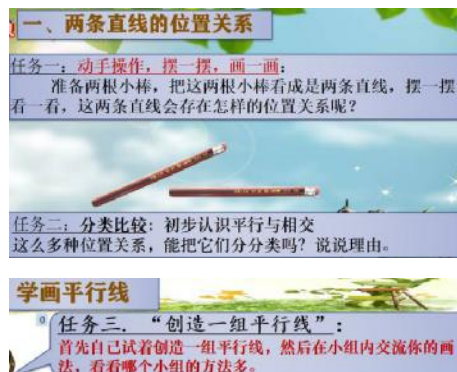 一、两条直线的位置关系
任务一：动手操作，摆一摆，画一画：
准备两根小棒，把这两根小棒看成是两条直线，摆一摆
看一看，这两条直线会存在怎样的位置关系呢？
任务二：分类比较：初步认识平行与相交
这么多种位置关系，能把它们分分类吗？说说理由。
学画平行线
任务三．“创造一组平行线”：
首先自己试着创造一组平行线，然后在小组内交流你的画
法，看看哪个小组的方法多。